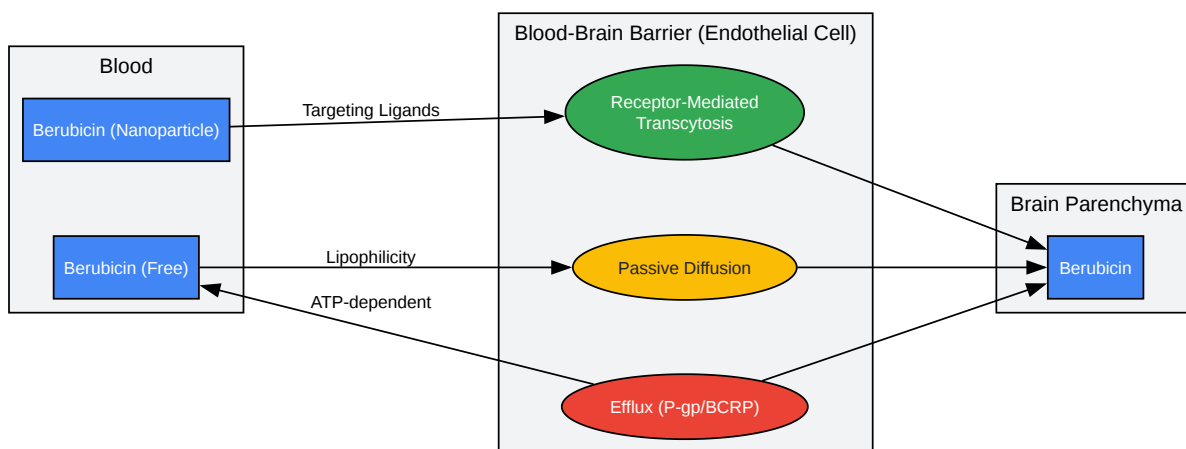 Blood
Berubicin (Nanoparticle)
Berubicin (Free)
Targeting Ligands
Lipophilicity
ATP-dependent
Blood-Brain Barrier (Endothelial Cell)
Receptor-Mediated
Transcytosis
Passive Diffusion
Efflux (P-gp/BCRP)
Brain Parenchyma
Berubicin